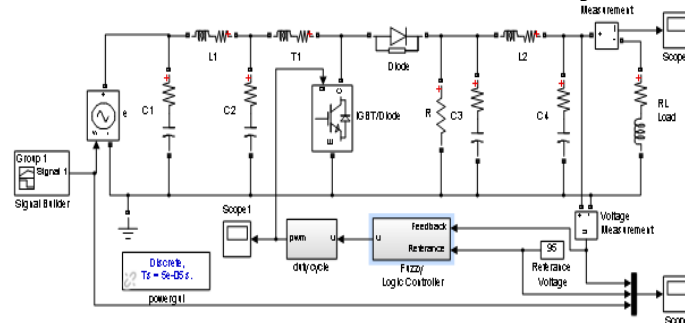 Measurement
Scope
L1
T1
Diode
L2
e
C1
C2
IGBT/Diode
R
C3
C4
RL
Load
Group 1
Signal 1
Signal Builder
Scope1
pwm
u
dutycycle
u
Feedback
Referance
Fuzzy
Logic Controller
95
Referance
Voltage
Voltage
Measurement
Discrete,
Ts = 5e-05 s.
powergui
Scope